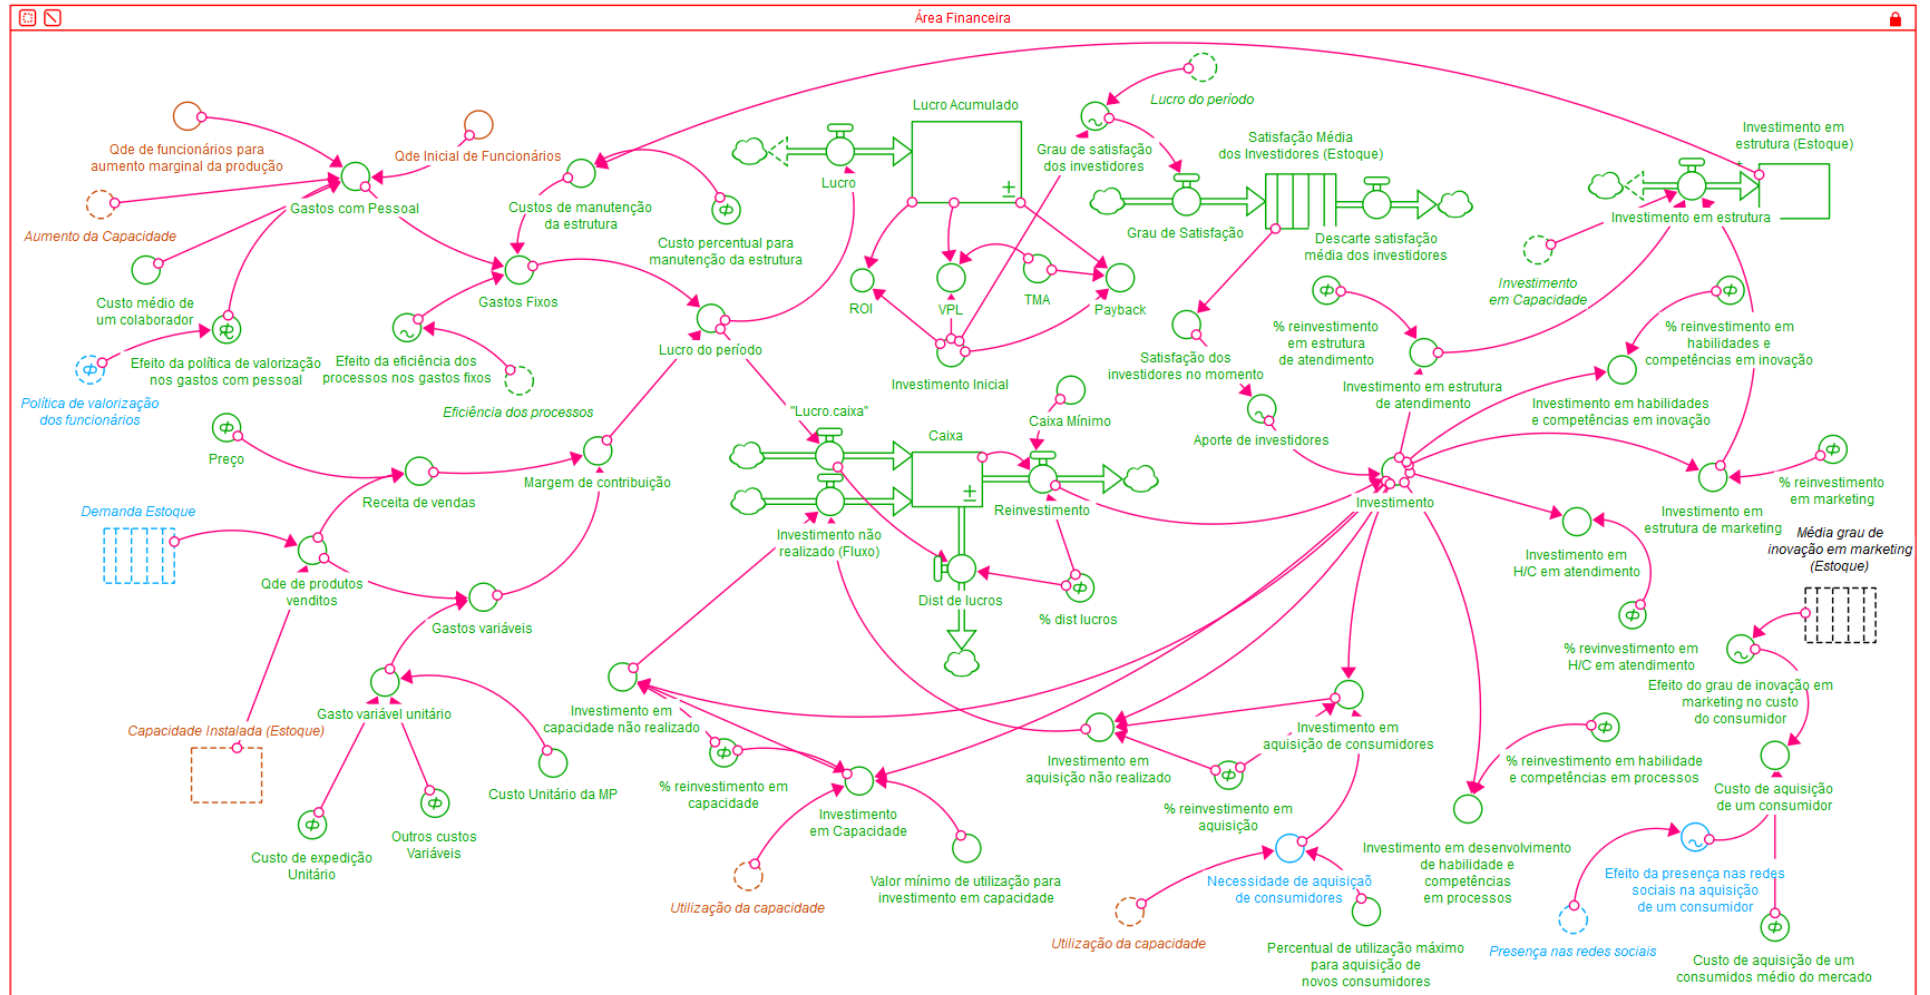 Área Financeira
Lucro do período
Lucro Acumulado
Qde de funcionários para
aumento marginal da produção
Qde Inicial de Funcionários
Grau de satisfação
dos investidores
Satisfação Média
dos Investidores (Estoque)
Investimento em
estrutura (Estoque)
Lucro
Gastos com Pessoal
Custos de manutenção
da estrutura
Aumento da Capacidade
Custo percentual para
manutenção da estrutura
Grau de Satisfação
Descarte satisfação
média dos investidores
Investimento em estrutura
Custo médio de
um colaborador
Gastos Fixos
ROI
VPL
TMA
Payback
Investimento
em Capacidade
Efeito da política de valorização
nos gastos com pessoal
Efeito da eficiência dos
processos nos gastos fixos
Lucro do período
Investimento Inicial
Satisfação dos
investidores no momento
% reinvestimento
em estrutura
de atendimento
% reinvestimento em
habilidades e
competências em inovação
Política de valorização
dos funcionários
Eficiência dos processos
Investimento em estrutura
de atendimento
Investimento em habilidades
e competências em inovação
"Lucro.caixa"
Caixa
Caixa Mínimo
Aporte de investidores
Preço
Receita de vendas
Margem de contribuição
Demanda Estoque
Investimento não
realizado (Fluxo)
Reinvestimento
Investimento
Investimento em
estrutura de marketing
% reinvestimento
em marketing
Média grau de
inovação em marketing
(Estoque)
Investimento em
H/C em atendimento
Qde de produtos
venditos
Gastos variáveis
Dist de lucros
% dist lucros
% revinvestimento em
H/C em atendimento
Efeito do grau de inovação em
marketing no custo
do consumidor
Gasto variável unitário
Capacidade Instalada (Estoque)
Investimento em
capacidade não realizado
Investimento em
aquisição de consumidores
Investimento em
aquisição não realizado
% reinvestimento em habilidade
e competências em processos
Custo Unitário da MP
% reinvestimento em
capacidade
Investimento
em Capacidade
% reinvestimento em
aquisição
Custo de aquisição
de um consumidor
Custo de expedição
Unitário
Outros custos
Variáveis
Valor mínimo de utilização para
investimento em capacidade
Utilização da capacidade
Necessidade de aquisiçaõ
de consumidores
Investimento em desenvolvimento
de habilidade e
competências
em processos
Efeito da presença nas redes
sociais na aquisição
de um consumidor
Utilização da capacidade
Percentual de utilização máximo
para aquisição de
novos consumidores
Presença nas redes sociais
Custo de aquisição de um
consumidos médio do mercado